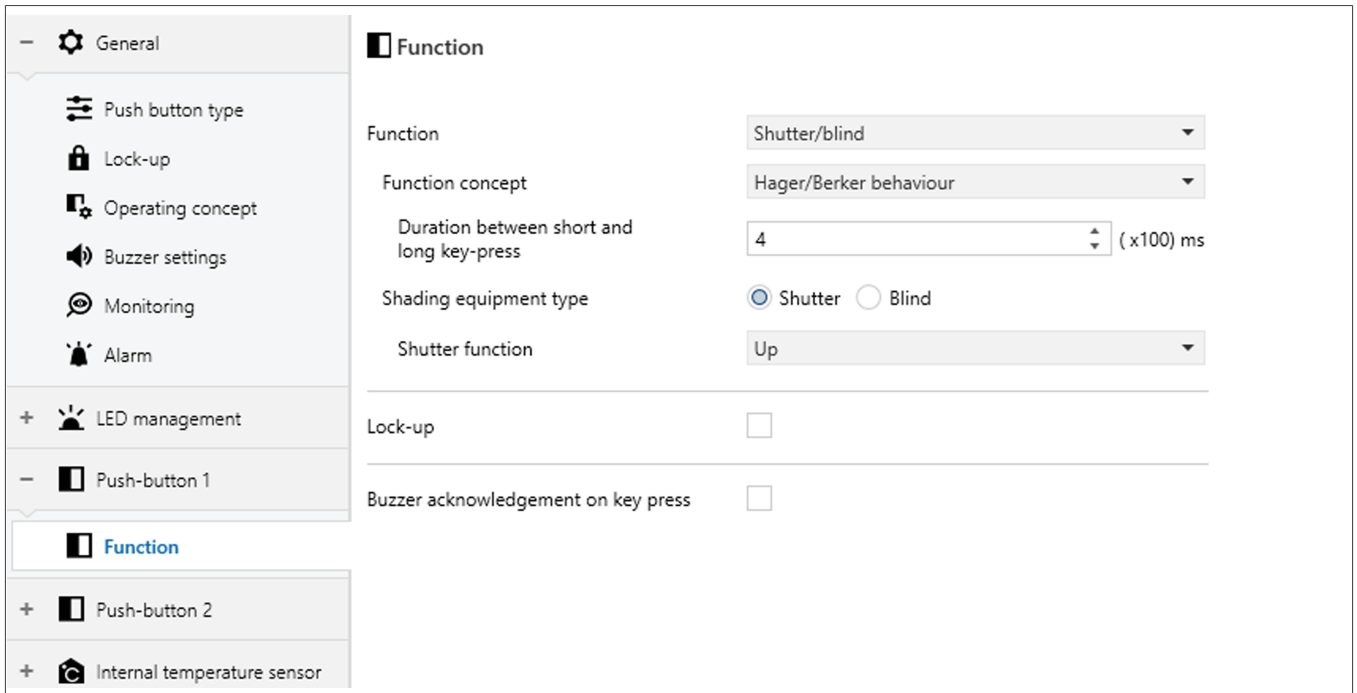 General
Push button type
Lock-up
Operating concept
Buzzer settings
Monitoring
Alarm
LED management
Push-button 1
Function
Push-button 2
Internal temperature sensor
Function
Function
Shutter/blind
Function concept
Hager/Berker behaviour
Duration between short and
long key-press
4
( x100) ms
Shading equipment type
Shutter
Blind
Shutter function
Up
Lock-up
Buzzer acknowledgement on key press